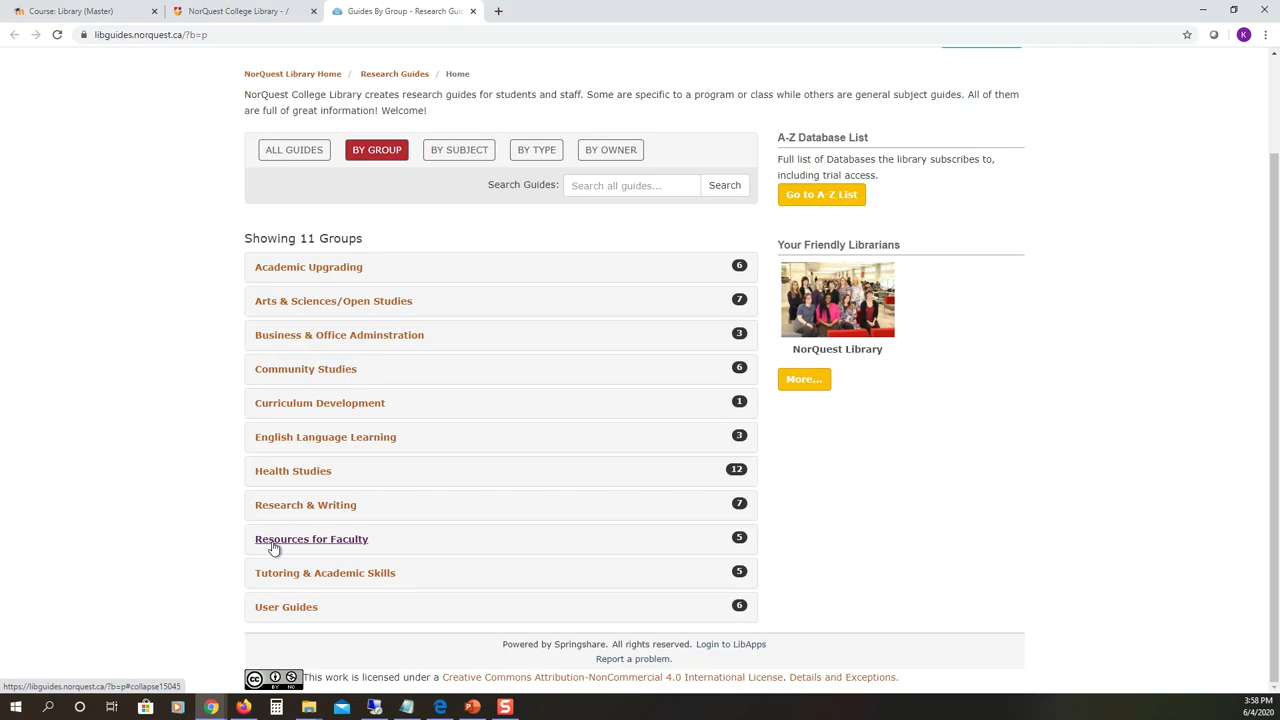 Course: Library (Master)
NorQuest College Library - /
Guides By Group - Research Gui
libguides.norquest.ca/?b=p
K
NorQuest Library Home / Research Guides / Home
NorQuest College Library creates research guides for students and staff. Some are specific to a program or class while others are general subject guides. All of them
are full of great information! Welcome!
ALL GUIDES
BY GROUP
BY SUBJECT
BY TYPE
BY OWNER
Search Guides:
Search all guides...
Search
A-Z Database List
Full list of Databases the library subscribes to,
including trial access.
Go to A-Z List
Your Friendly Librarians
NorQuest Library
More...
Showing 11 Groups
Academic Upgrading 6
Arts & Sciences/Open Studies 7
Business & Office Adminstration 3
Community Studies 6
Curriculum Development 1
English Language Learning 3
Health Studies 12
Research & Writing 7
Resources for Faculty 5
Tutoring & Academic Skills 5
User Guides 6
Powered by Springshare. All rights reserved. Login to LibApps
Report a problem.
cc BY NC
This work is licensed under a Creative Commons Attribution-NonCommercial 4.0 International License. Details and Exceptions.
https://libguides.norquest.ca/?b=p#collapse15045
3:58 PM
6/4/2020